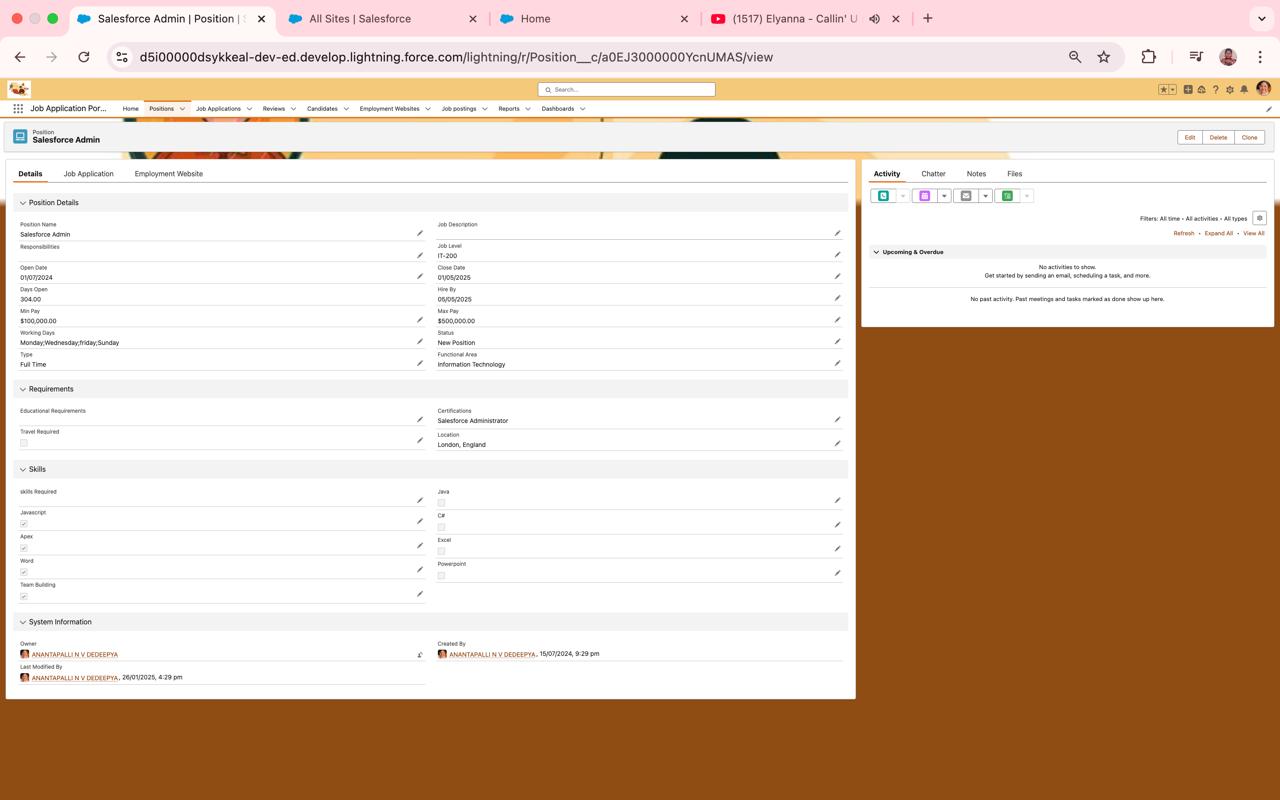 Salesforce Admin | Position |
All Sites | Salesforce
Home
(1517) Elyanna - Callin' U
d5i00000dsykkeal-dev-ed.develop.lightning.force.com/lightning/r/Position__c/a0EJ3000000YcnUMAS/view
Search...
Job Application Por...
Home
Positions
Job Applications
Reviews
Candidates
Employment Websites
Job postings
Reports
Dashboards
Position
Salesforce Admin
Edit
Delete
Clone
Details
Job Application
Employment Website
Position Details
Position Name
Salesforce Admin
Job Description
Responsibilities
Job Level
IT-200
Open Date
01/07/2024
Close Date
01/05/2025
Days Open
304.00
Hire By
05/05/2025
Min Pay
$100,000.00
Max Pay
$500,000.00
Working Days
Monday;Wednesday;friday;Sunday
Status
New Position
Type
Full Time
Functional Area
Information Technology
Requirements
Educational Requirements
Certifications
Salesforce Administrator
Travel Required
Location
London, England
Skills
skills Required
Java
Javascript
C#
Apex
Excel
Word
Powerpoint
Team Building
System Information
Owner
ANANTAPALLI N V DEDEEPYA
Created By
ANANTAPALLI N V DEDEEPYA, 15/07/2024, 9:29 pm
Last Modified By
ANANTAPALLI N V DEDEEPYA, 26/01/2025, 4:29 pm
Activity
Chatter
Notes
Files
Filters: All time • All activities • All types
Refresh • Expand All • View All
Upcoming & Overdue
No activities to show.
Get started by sending an email, scheduling a task, and more.
No past activity. Past meetings and tasks marked as done show up here.